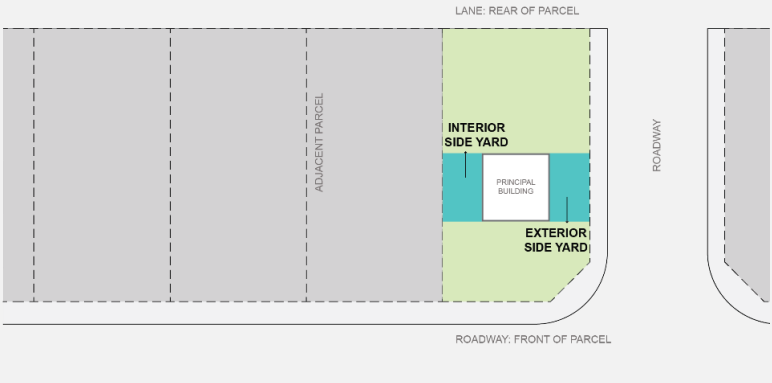 LANE: REAR OF PARCEL
ADJACENT PARCEL
INTERIOR
SIDE YARD
PRINCIPAL
BUILDING
EXTERIOR
SIDE YARD
ROADWAY
ROADWAY: FRONT OF PARCEL